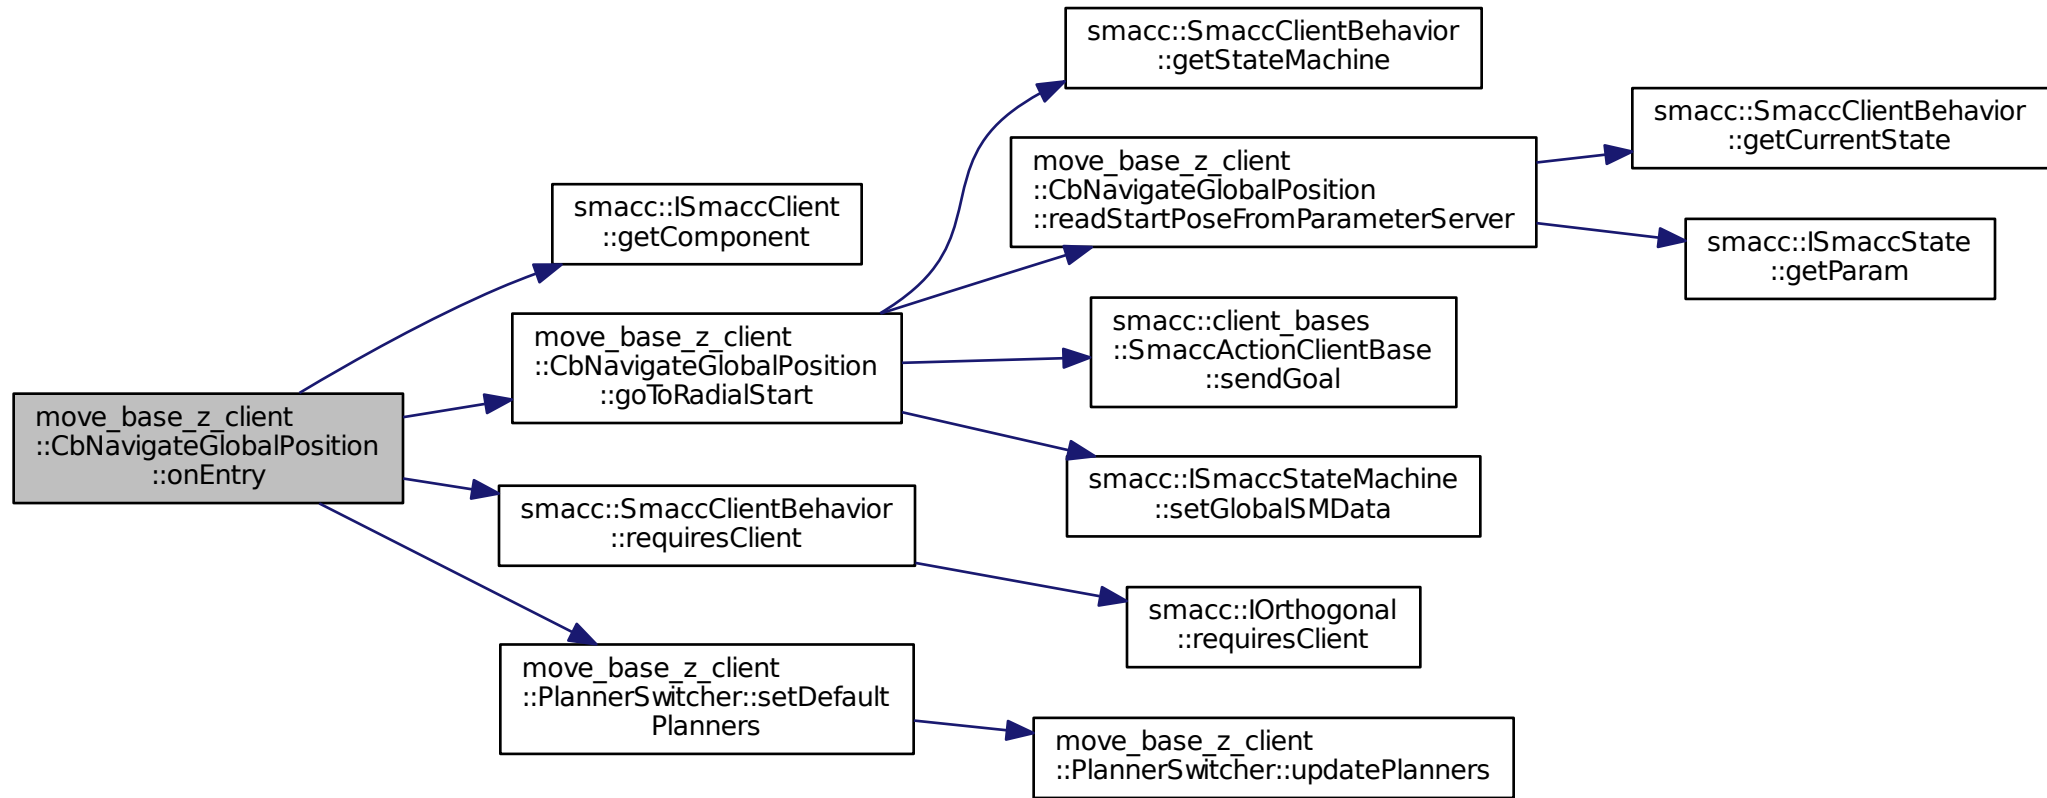 smacc::SmaccClientBehavior
::getStateMachine
smacc::SmaccClientBehavior
::getCurrentState
move_base_z_client
::CbNavigateGlobalPosition
::readStartPoseFromParameterServer
smacc::ISmaccClient
::getComponent
smacc::ISmaccState
::getParam
smacc::client_bases
::SmaccActionClientBase
::sendGoal
move_base_z_client
::CbNavigateGlobalPosition
::goToRadialStart
move_base_z_client
::CbNavigateGlobalPosition
::onEntry
smacc::ISmaccStateMachine
::setGlobalSMData
smacc::SmaccClientBehavior
::requiresClient
smacc::IOrthogonal
::requiresClient
move_base_z_client
::PlannerSwitcher::setDefault
Planners
move_base_z_client
::PlannerSwitcher::updatePlanners